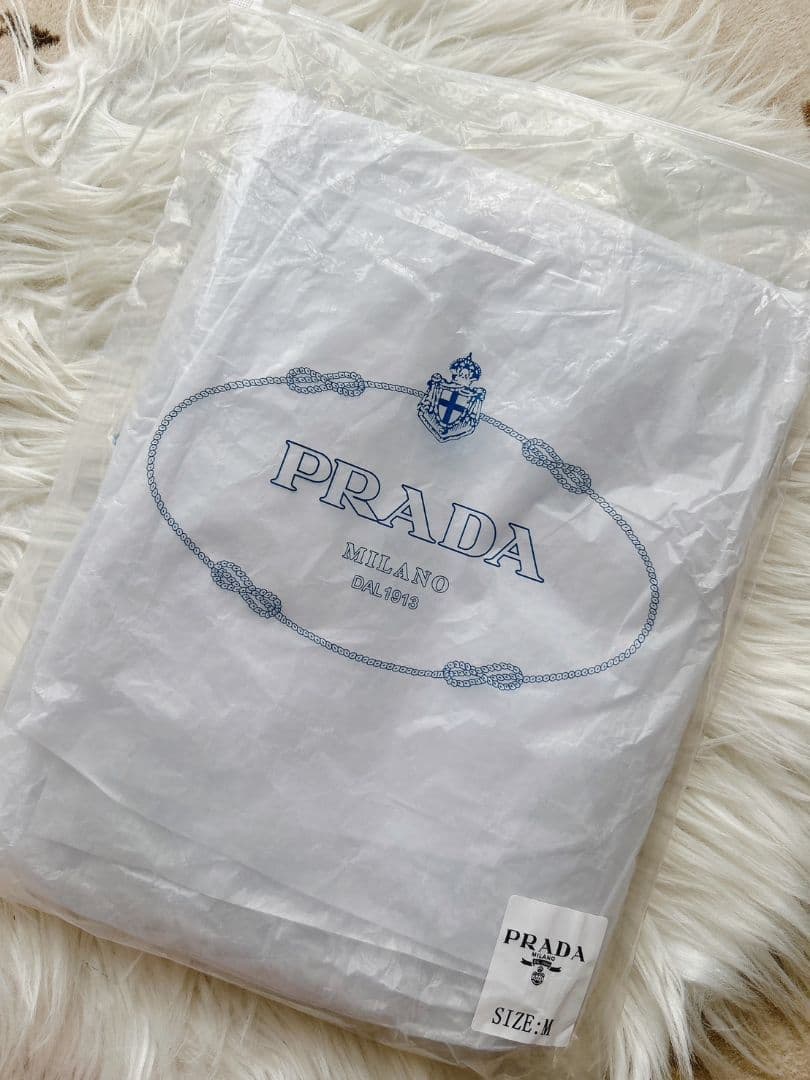 PRADA
MILANO
DAL 1913
PRADA
MILANO
SIZE:M